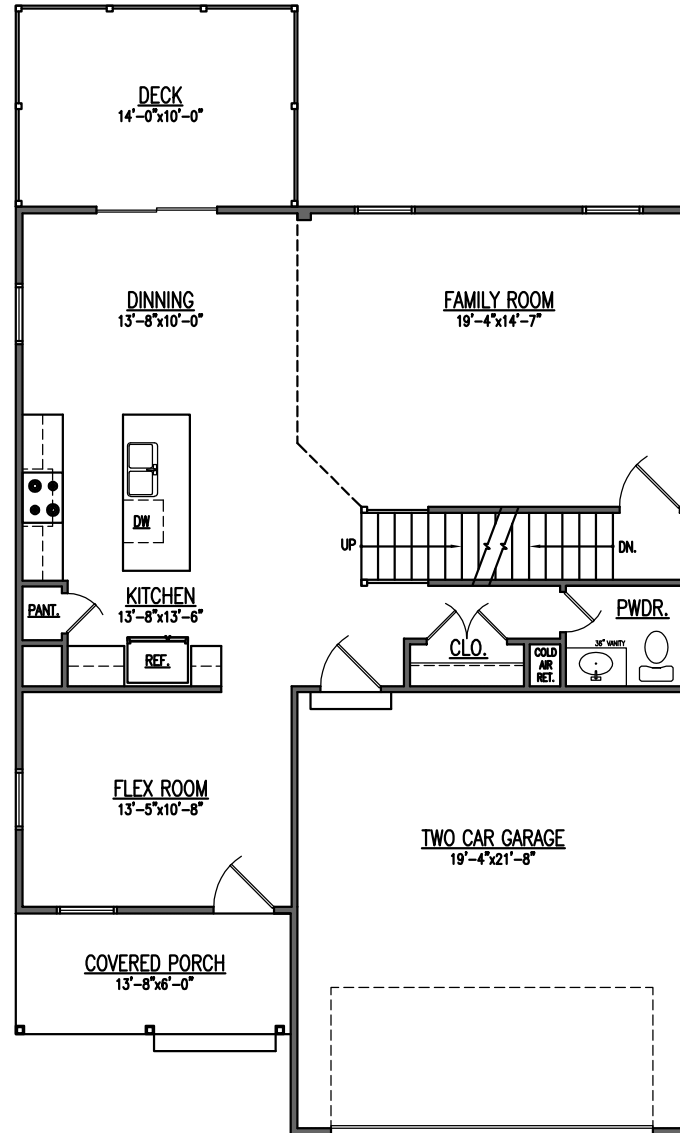 DECK
14'-0"x10'-0"
DINNING
13'-8"x10'-0"
FAMILY ROOM
19'-4"x14'-7"
DW
UP
DN.
KITCHEN
13'-8"x13'-6"
PANT.
REF.
CLO.
PWDR.
36" VANITY
COLD
AIR
RET.
FLEX ROOM
13'-5"x10'-8"
TWO CAR GARAGE
19'-4"x21'-8"
COVERED PORCH
13'-8"x6'-0"